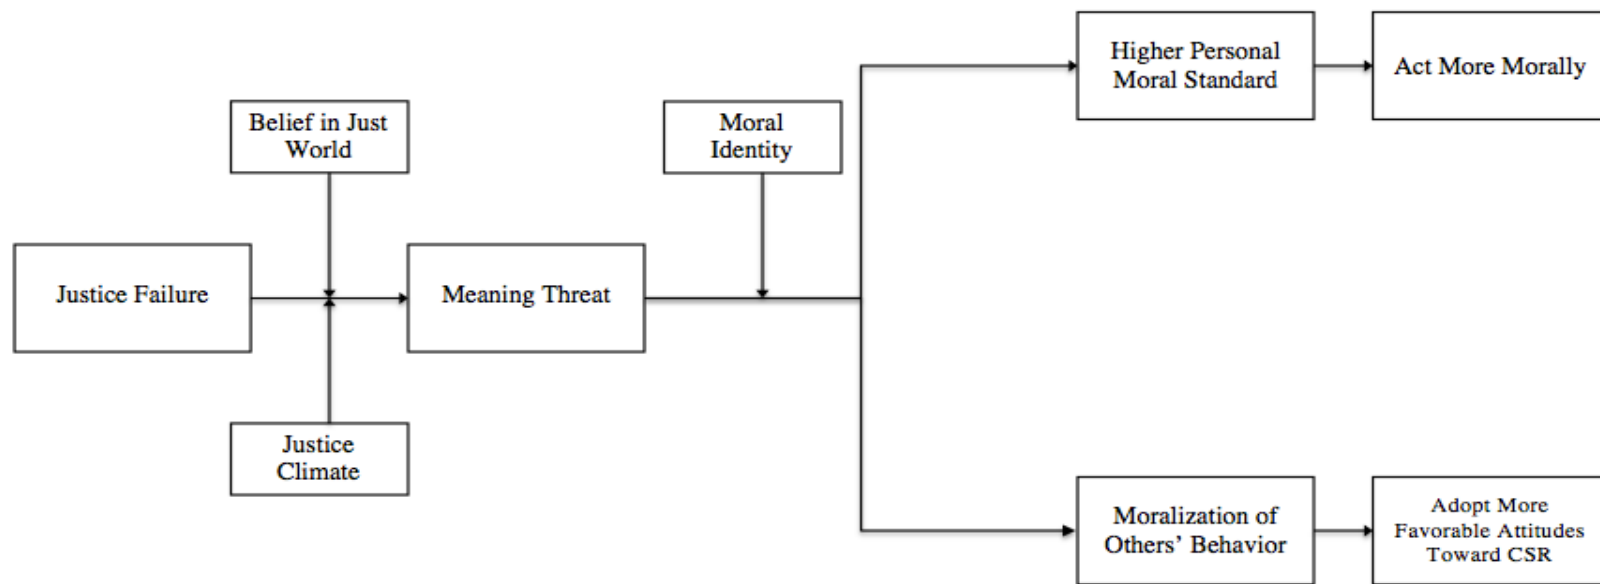 Higher Personal
Moral Standard
Act More Morally
Belief in Just
World
Moral
Identity
Justice Failure
Meaning Threat
Justice
Climate
Moralization of
Others’ Behavior
Adopt More
Favorable Attitudes
Toward CSR